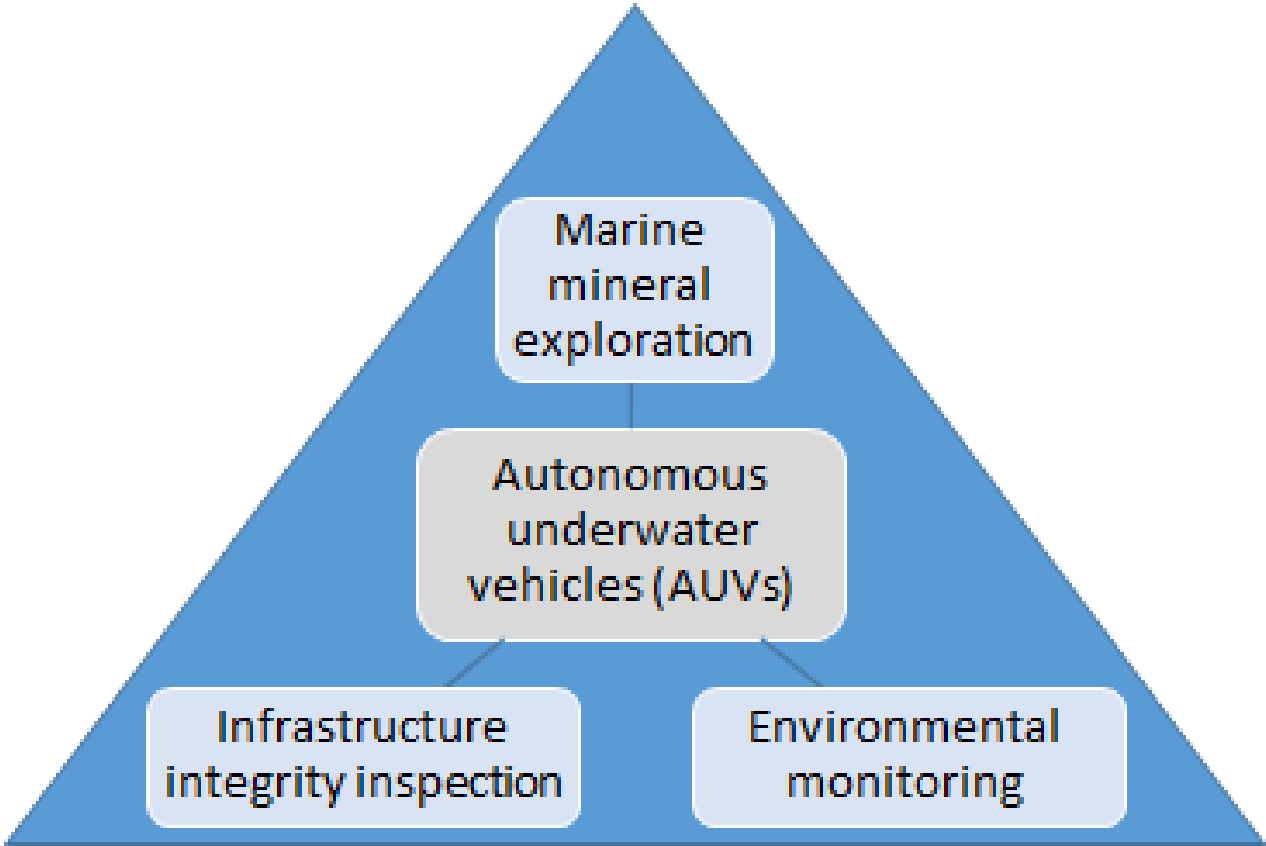 Marine
mineral
exploration
Autonomous
underwater
vehicles (AUVs)
Infrastructure
integrity inspection
Environmental
monitoring